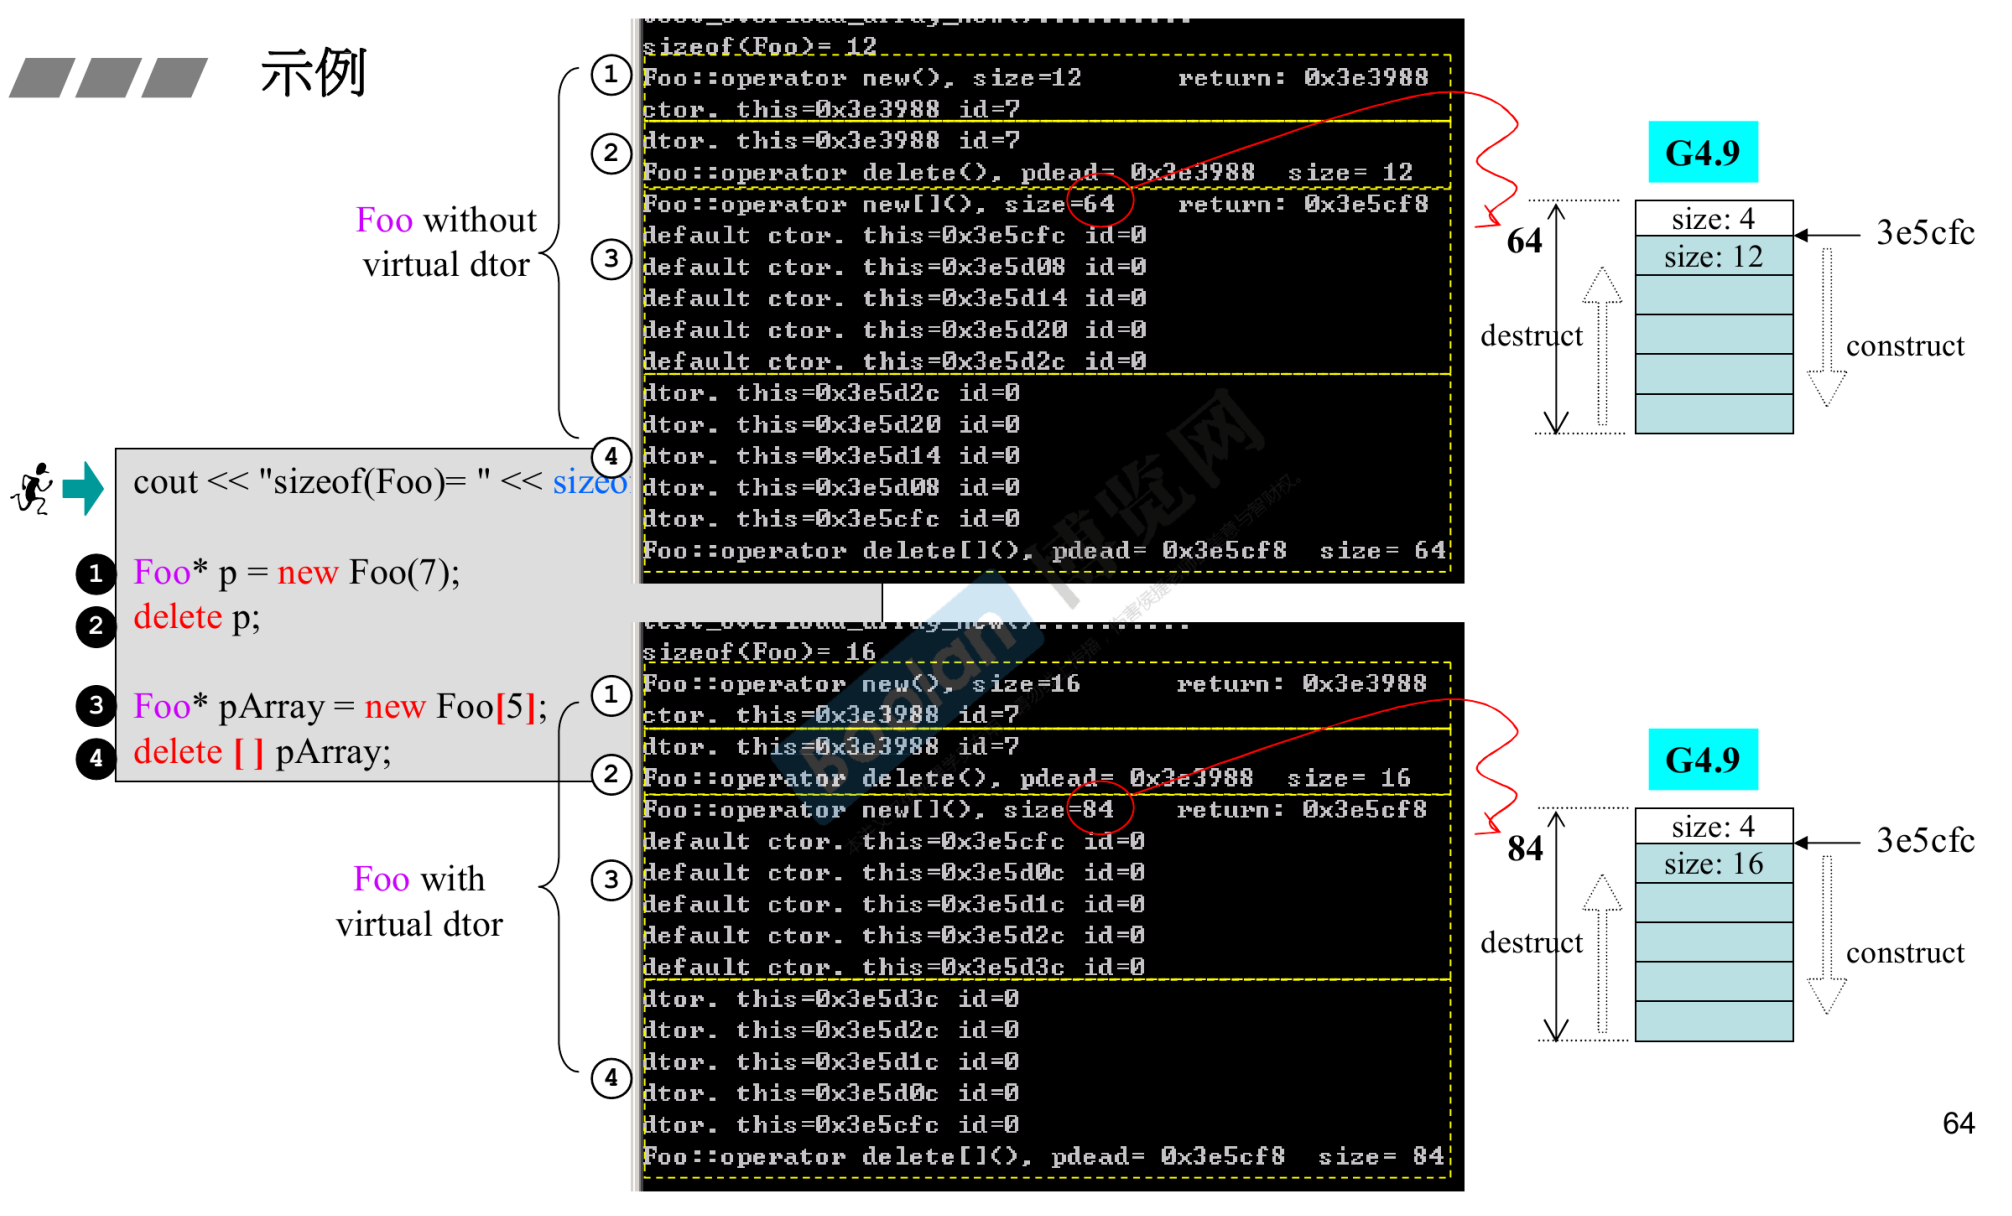 示例
Foo without
virtual dtor
cout << "sizeof(Foo)= " << sizeo
1 Foo* p = new Foo(7);
2 delete p;
3 Foo* pArray = new Foo[5];
4 delete [ ] pArray;
Foo with
virtual dtor
test_overload_array_new()..........
sizeof(Foo)= 12
1
Foo::operator new(), size=12 return: 0x3e3988
ctor. this=0x3e3988 id=7
2
dtor. this=0x3e3988 id=7
Foo::operator delete(), pdead= 0x3e3988 size= 12
3
Foo::operator new[](), size=64 return: 0x3e5cf8
default ctor. this=0x3e5cfc id=0
default ctor. this=0x3e5d08 id=0
default ctor. this=0x3e5d14 id=0
default ctor. this=0x3e5d20 id=0
default ctor. this=0x3e5d2c id=0
4
dtor. this=0x3e5d2c id=0
dtor. this=0x3e5d20 id=0
dtor. this=0x3e5d14 id=0
dtor. this=0x3e5d08 id=0
dtor. this=0x3e5cfc id=0
Foo::operator delete[](), pdead= 0x3e5cf8 size= 64
G4.9
64
size: 4
size: 12
3e5cfc
destruct
construct
test_overload_array_new()..........
sizeof(Foo)= 16
1
Foo::operator new(), size=16 return: 0x3e3988
ctor. this=0x3e3988 id=7
2
dtor. this=0x3e3988 id=7
Foo::operator delete(), pdead= 0x3e3988 size= 16
3
Foo::operator new[](), size=84 return: 0x3e5cf8
default ctor. this=0x3e5cfc id=0
default ctor. this=0x3e5d0c id=0
default ctor. this=0x3e5d1c id=0
default ctor. this=0x3e5d2c id=0
default ctor. this=0x3e5d3c id=0
4
dtor. this=0x3e5d3c id=0
dtor. this=0x3e5d2c id=0
dtor. this=0x3e5d1c id=0
dtor. this=0x3e5d0c id=0
dtor. this=0x3e5cfc id=0
Foo::operator delete[](), pdead= 0x3e5cf8 size= 84
G4.9
84
size: 4
size: 16
3e5cfc
destruct
construct
boolan
博览网
64